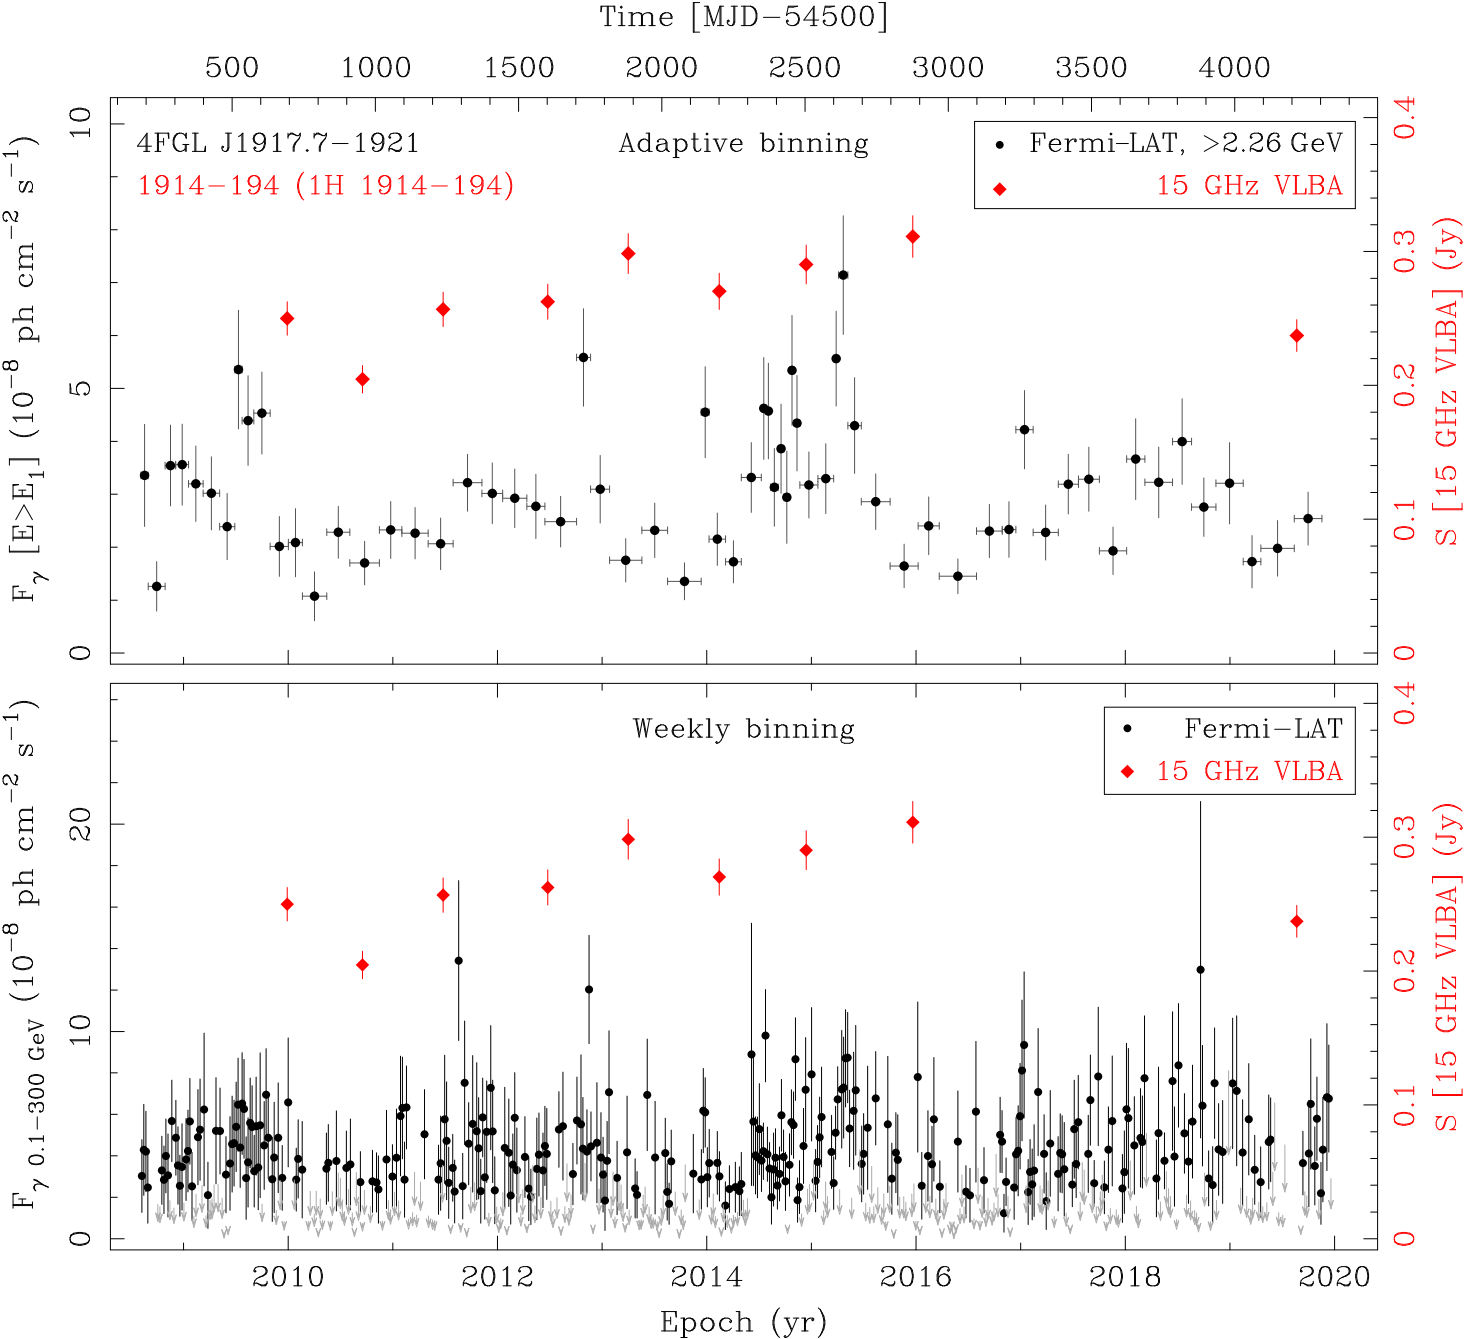 Time [MJD−54500]
500 1000 1500 2000 2500 3000 3500 4000
4FGL J1917.7−1921
1914−194 (1H 1914−194)
Adaptive binning
Fermi−LAT, >2.26 GeV
15 GHz VLBA
F γ [E>E1] (10−8 ph cm−2 s−1)
0 5 10
S [15 GHz VLBA] (Jy)
0 0.1 0.2 0.3 0.4
Weekly binning
Fermi−LAT
15 GHz VLBA
F γ 0.1−300 GeV (10−8 ph cm−2 s−1)
0 10 20
S [15 GHz VLBA] (Jy)
0 0.1 0.2 0.3 0.4
2010 2012 2014 2016 2018 2020
Epoch (yr)